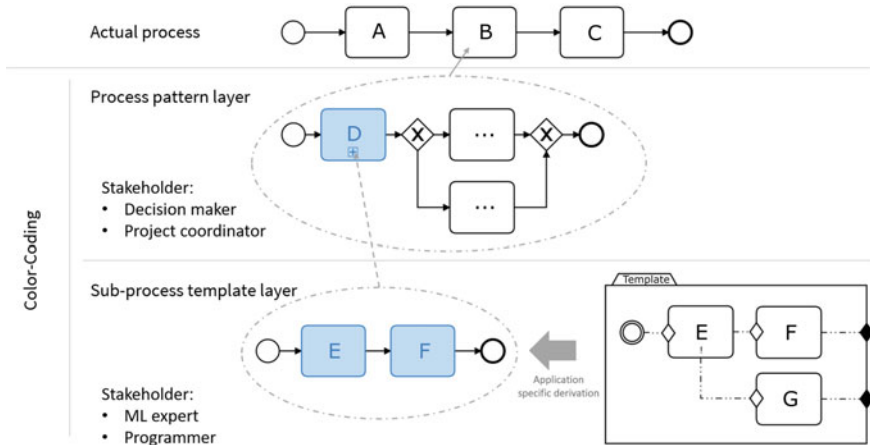 Actual process
A
B
C
Process pattern layer
D
X
...
X
...
Stakeholder:
• Decision maker
• Project coordinator
Color-Coding
Sub-process template layer
E
F
Application
specific derivation
Template
E
F
G
Stakeholder:
• ML expert
• Programmer